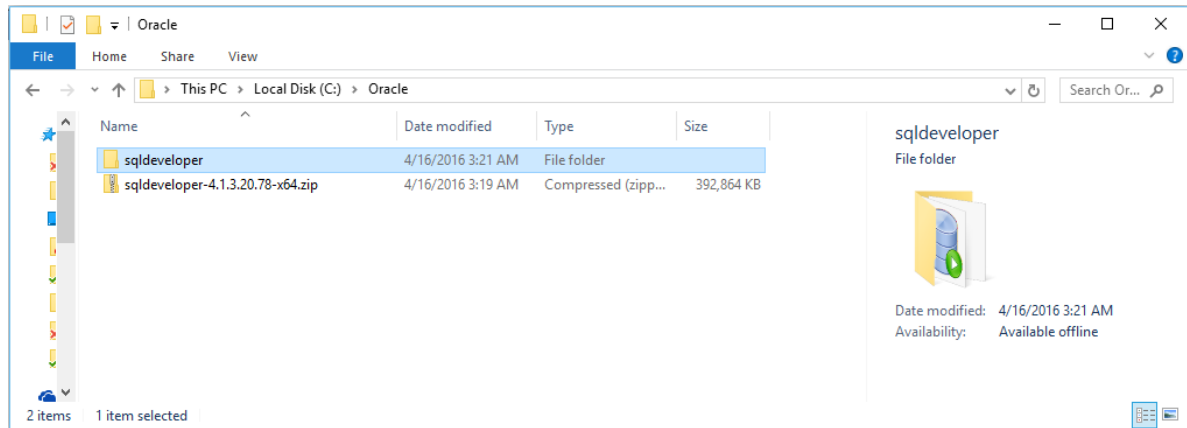 Oracle
File Home Share View
This PC Local Disk (C:) Oracle Search Or...
Name Date modified Type Size
sqldeveloper 4/16/2016 3:21 AM File folder
sqldeveloper-4.1.3.20.78-x64.zip 4/16/2016 3:19 AM Compressed (zipp... 392,864 KB
sqldeveloper
File folder
Date modified: 4/16/2016 3:21 AM
Availability: Available offline
2 items 1 item selected